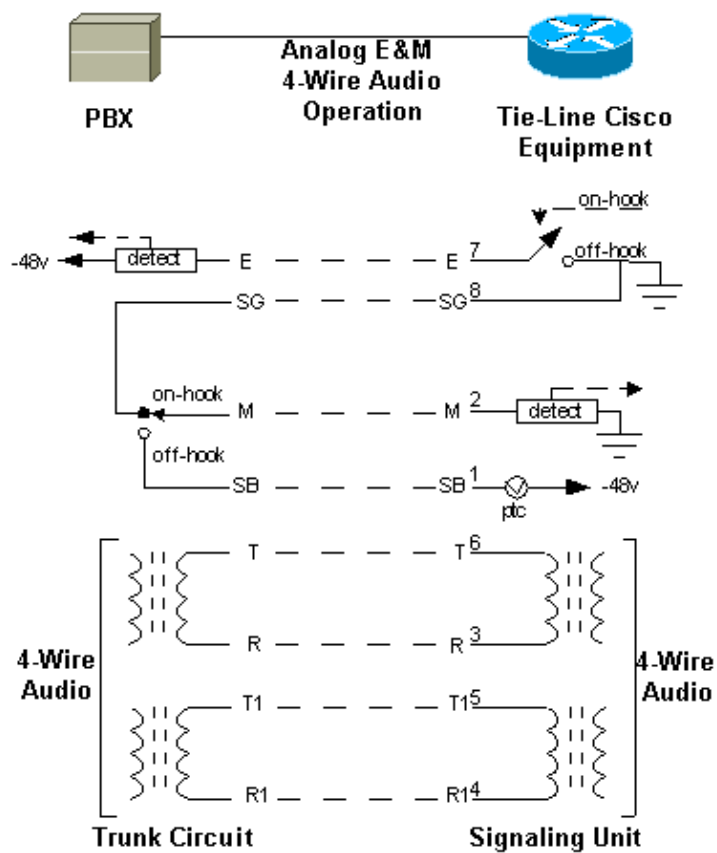 Analog E&M
4-Wire Audio
Operation
PBX
Tie-Line Cisco
Equipment
on-hook
-48v
detect
E
E
7
off-hook
SG
SG
8
on-hook
M
M
2
detect
off-hook
SB
SB
1
ptc
-48v
T
T
6
4-Wire
Audio
R
R
3
4-Wire
Audio
T1
T1
5
R1
R1
4
Trunk Circuit
Signaling Unit